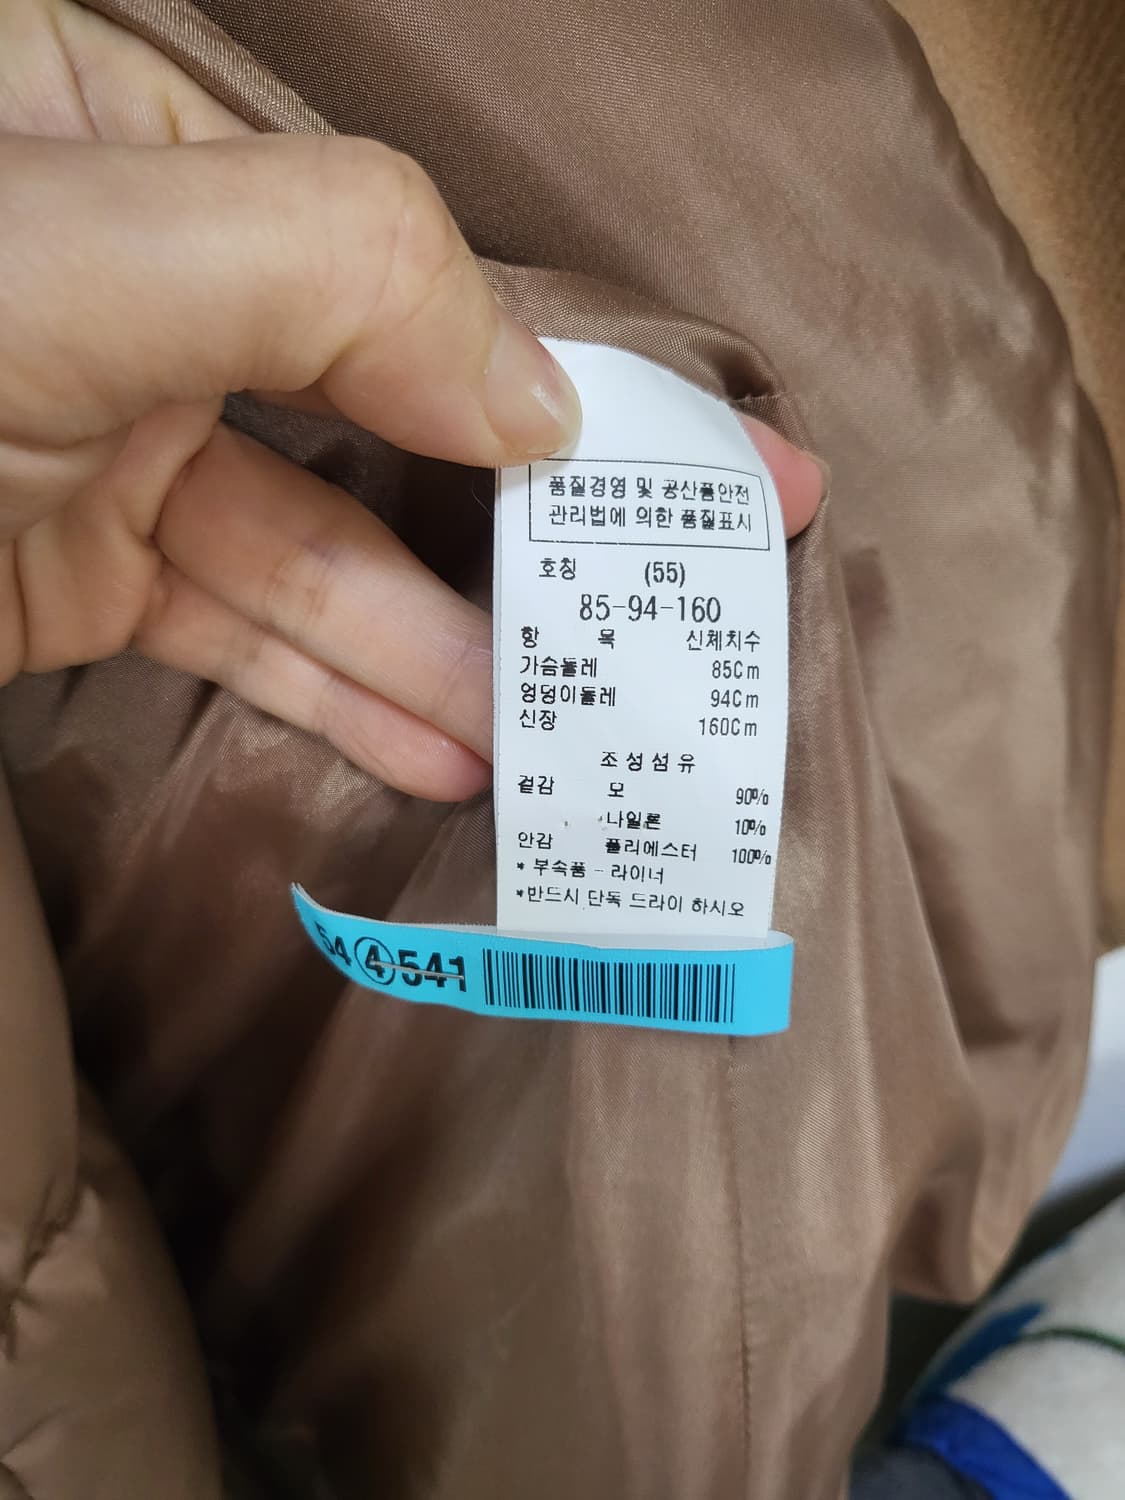 품질경영 및 공산품안전
관리법에 의한 품질표시
호칭 (55)
85-94-160
항 목 신체치수
가슴둘레 85Cm
엉덩이둘레 94Cm
신장 160Cm
조성섬유
겉감 모 90%
나일론 10%
안감 폴리에스터 100%
* 부속품 - 라이너
*반드시 단독 드라이 하시오
54 4-541